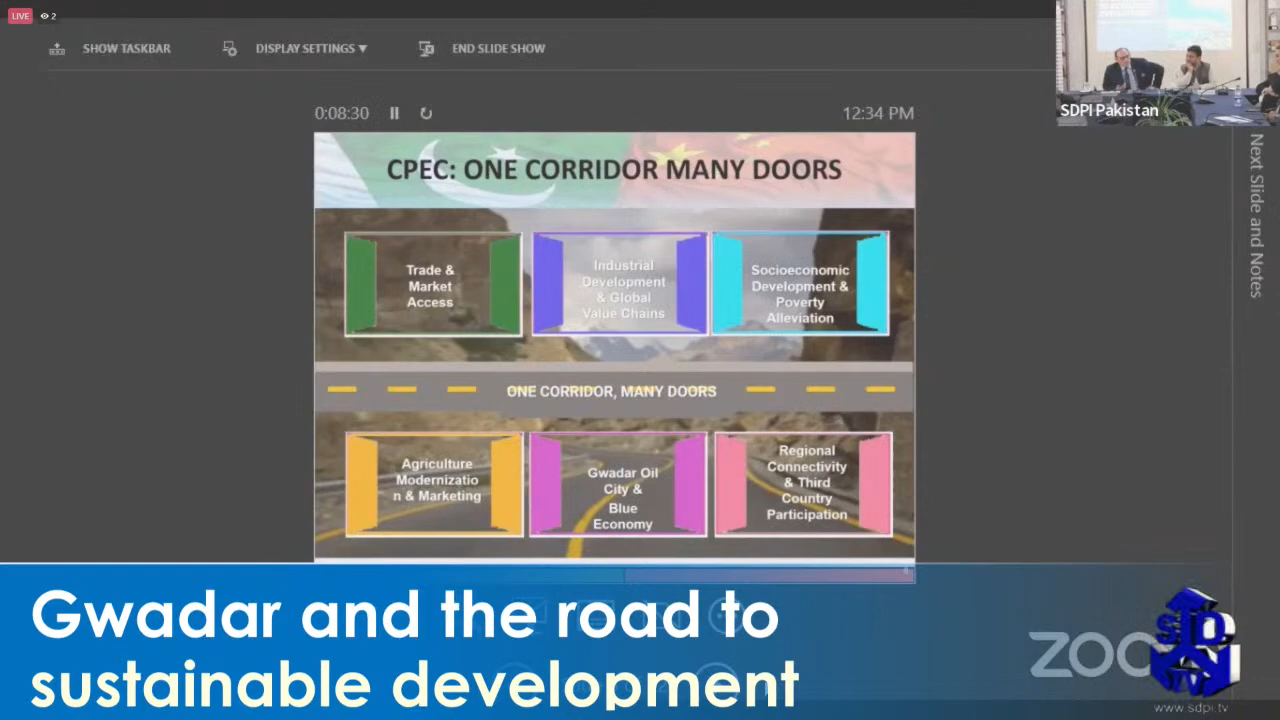 LIVE 2
SHOW TASKBAR DISPLAY SETTINGS ▼ END SLIDE SHOW
SDPI Pakistan
0:08:30 12:34 PM
Next Slide and Notes
CPEC: ONE CORRIDOR MANY DOORS
Trade &
Market
Access
Industrial
Development
& Global
Value Chains
Socioeconomic
Development &
Poverty
Alleviation
ONE CORRIDOR, MANY DOORS
Agriculture
Modernizatio
n & Marketing
Gwadar Oil
City &
Blue
Economy
Regional
Connectivity
& Third
Country
Participation
Gwadar and the road to
sustainable development
SDPI
TV
www.sdpi.tv